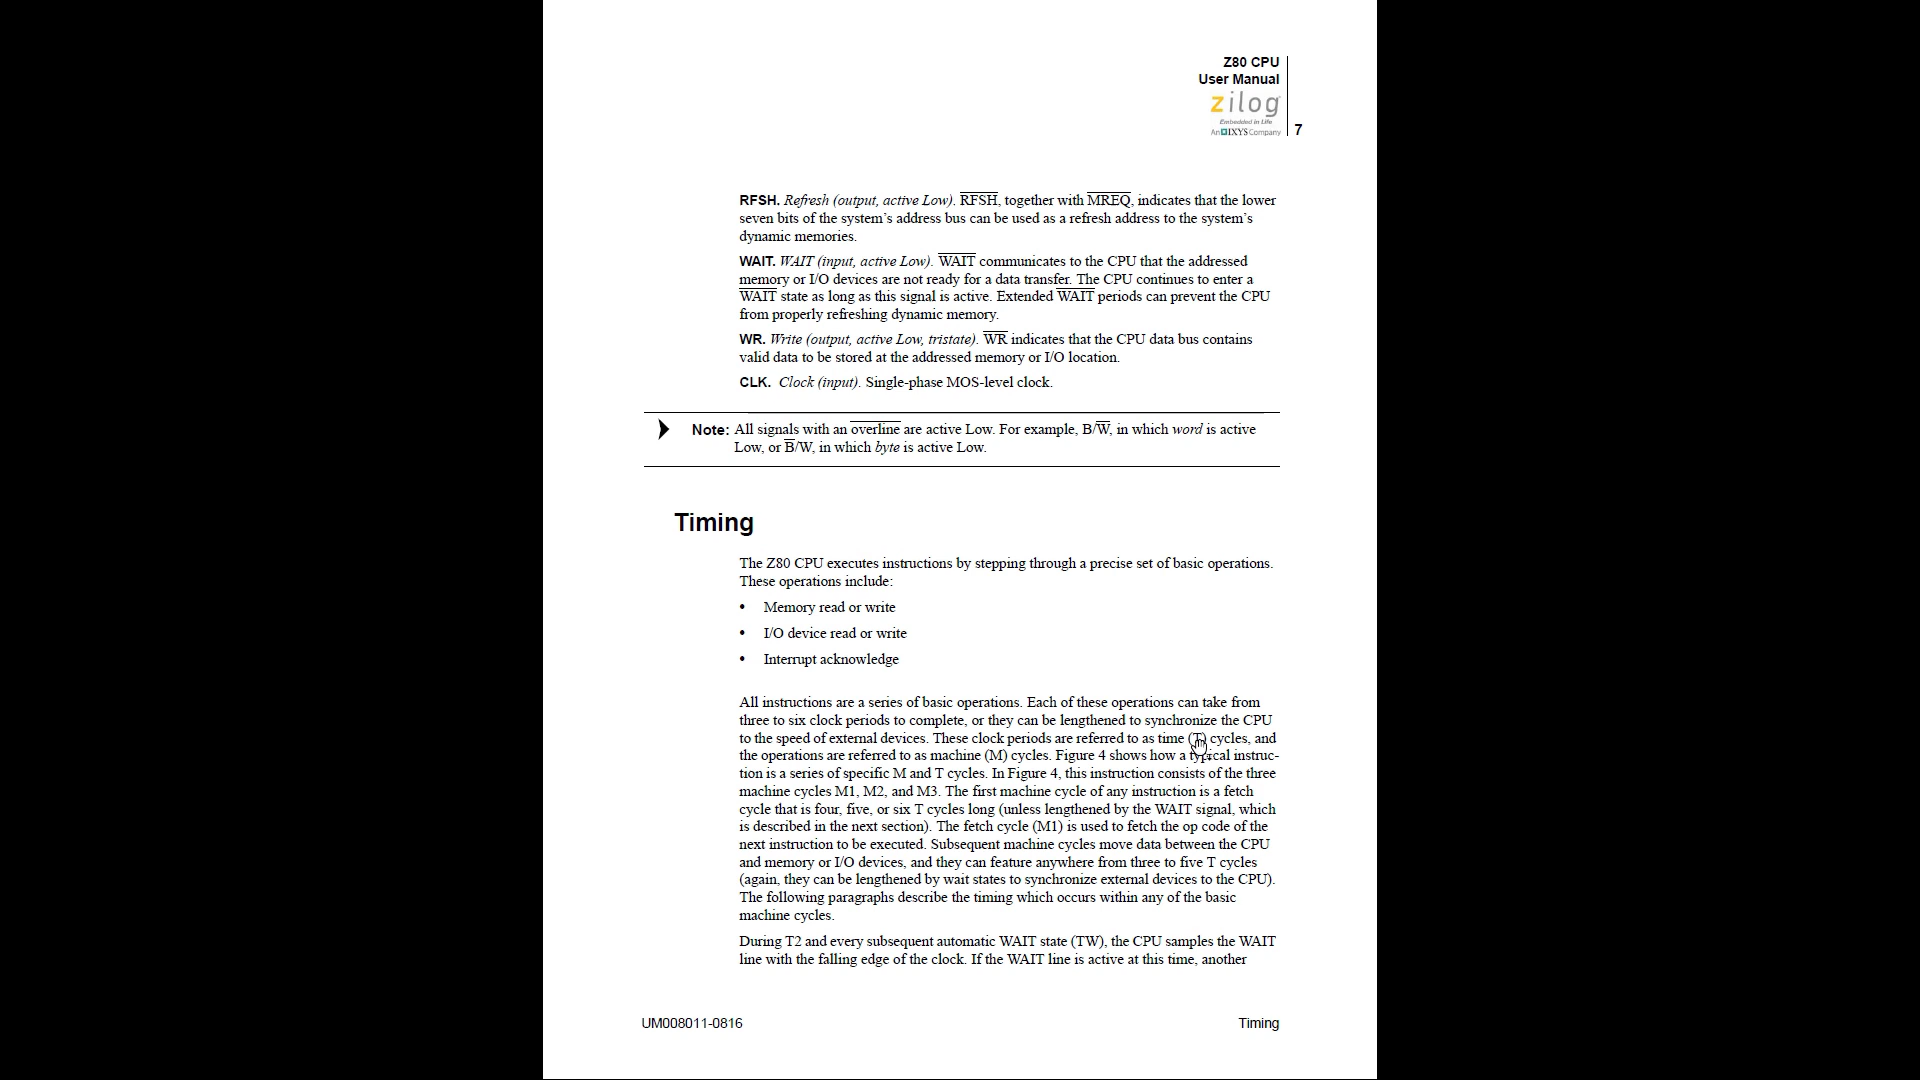 Z80 CPU
User Manual
zilog
Embedded in Life
An IXYS Company
7
RFSH. Refresh (output, active Low). RFSH, together with MREQ, indicates that the lower
seven bits of the system’s address bus can be used as a refresh address to the system’s
dynamic memories.
WAIT. WAIT (input, active Low). WAIT communicates to the CPU that the addressed
memory or I/O devices are not ready for a data transfer. The CPU continues to enter a
WAIT state as long as this signal is active. Extended WAIT periods can prevent the CPU
from properly refreshing dynamic memory.
WR. Write (output, active Low, tristate). WR indicates that the CPU data bus contains
valid data to be stored at the addressed memory or I/O location.
CLK. Clock (input). Single-phase MOS-level clock.
Note: All signals with an overline are active Low. For example, B/W, in which word is active
Low, or B/W, in which byte is active Low.
Timing
The Z80 CPU executes instructions by stepping through a precise set of basic operations.
These operations include:
• Memory read or write
• I/O device read or write
• Interrupt acknowledge
All instructions are a series of basic operations. Each of these operations can take from
three to six clock periods to complete, or they can be lengthened to synchronize the CPU
to the speed of external devices. These clock periods are referred to as time (T) cycles, and
the operations are referred to as machine (M) cycles. Figure 4 shows how a typical instruc-
tion is a series of specific M and T cycles. In Figure 4, this instruction consists of the three
machine cycles M1, M2, and M3. The first machine cycle of any instruction is a fetch
cycle that is four, five, or six T cycles long (unless lengthened by the WAIT signal, which
is described in the next section). The fetch cycle (M1) is used to fetch the op code of the
next instruction to be executed. Subsequent machine cycles move data between the CPU
and memory or I/O devices, and they can feature anywhere from three to five T cycles
(again, they can be lengthened by wait states to synchronize external devices to the CPU).
The following paragraphs describe the timing which occurs within any of the basic
machine cycles.
During T2 and every subsequent automatic WAIT state (TW), the CPU samples the WAIT
line with the falling edge of the clock. If the WAIT line is active at this time, another
UM008011-0816
Timing